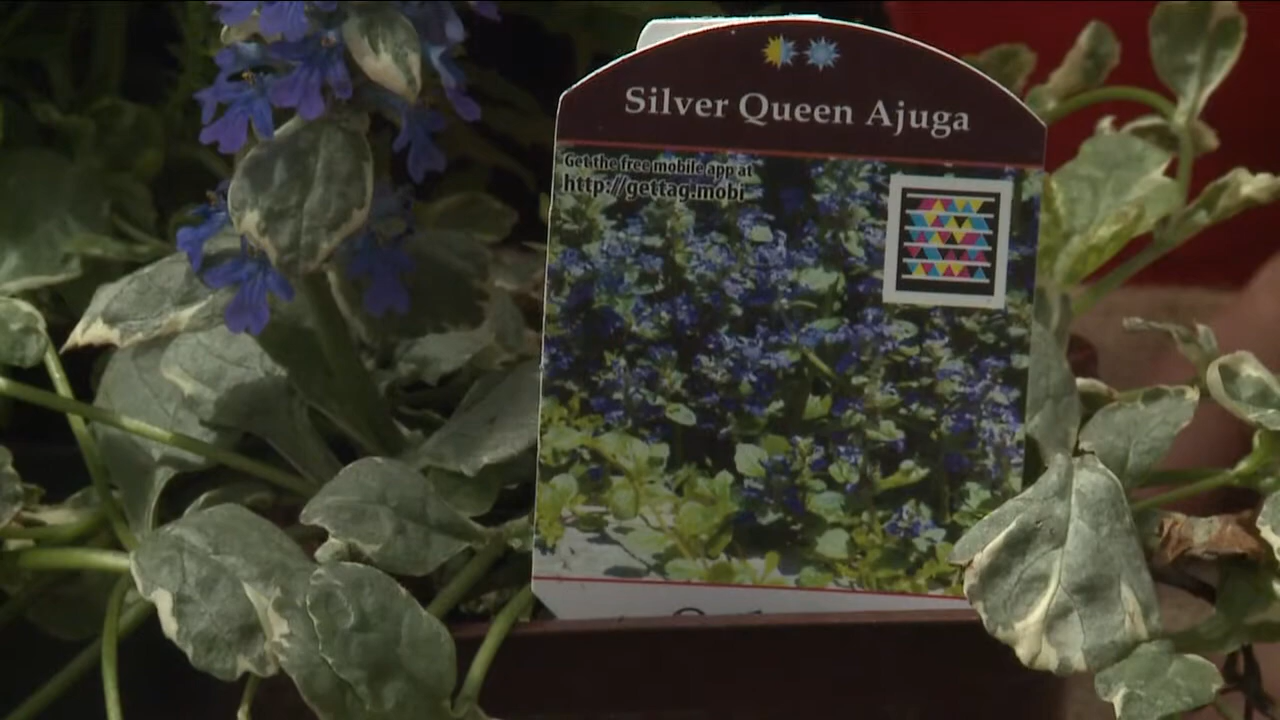 Silver Queen Ajuga
Get the free mobile app at
http://gettag.mobi